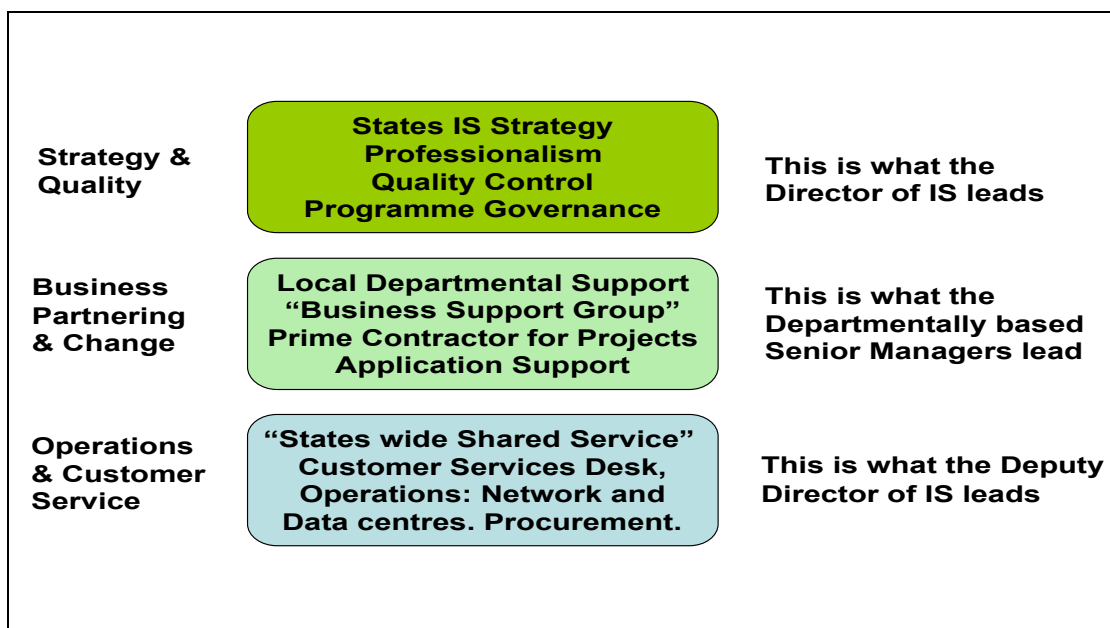 Strategy &
Quality
States IS Strategy
Professionalism
Quality Control
Programme Governance
This is what the
Director of IS leads
Business
Partnering
& Change
Local Departmental Support
“Business Support Group”
Prime Contractor for Projects
Application Support
This is what the
Departmentally based
Senior Managers lead
Operations
& Customer
Service
“States wide Shared Service”
Customer Services Desk,
Operations: Network and
Data centres. Procurement.
This is what the Deputy
Director of IS leads